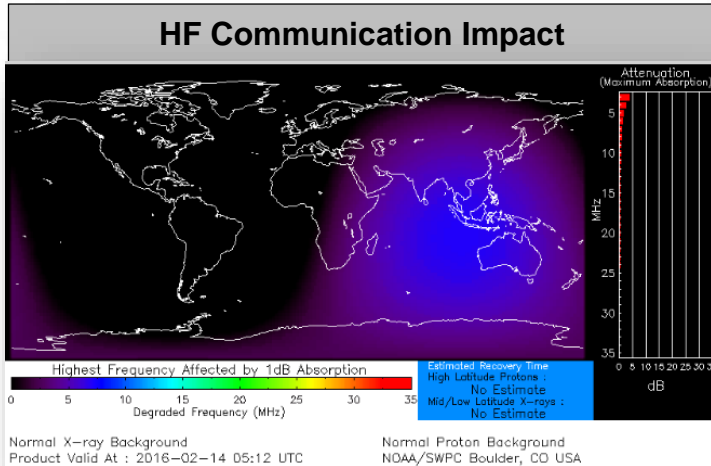 HF Communication Impact
Attenuation
(Maximum Absorption)
5
10
15
20
25
30
35
MHz
0 5 10 15 20 25 30 3
dB
Highest Frequency Affected by 1dB Absorption
0 5 10 15 20 25 30 35
Degraded Frequency (MHz)
Estimated Recovery Time
High Latitude Protons :
No Estimate
Mid/Low Latitude X-rays :
No Estimate
Normal X-ray Background
Normal Proton Background
Product Valid At : 2016-02-14 05:12 UTC
NOAA/SWPC Boulder, CO USA